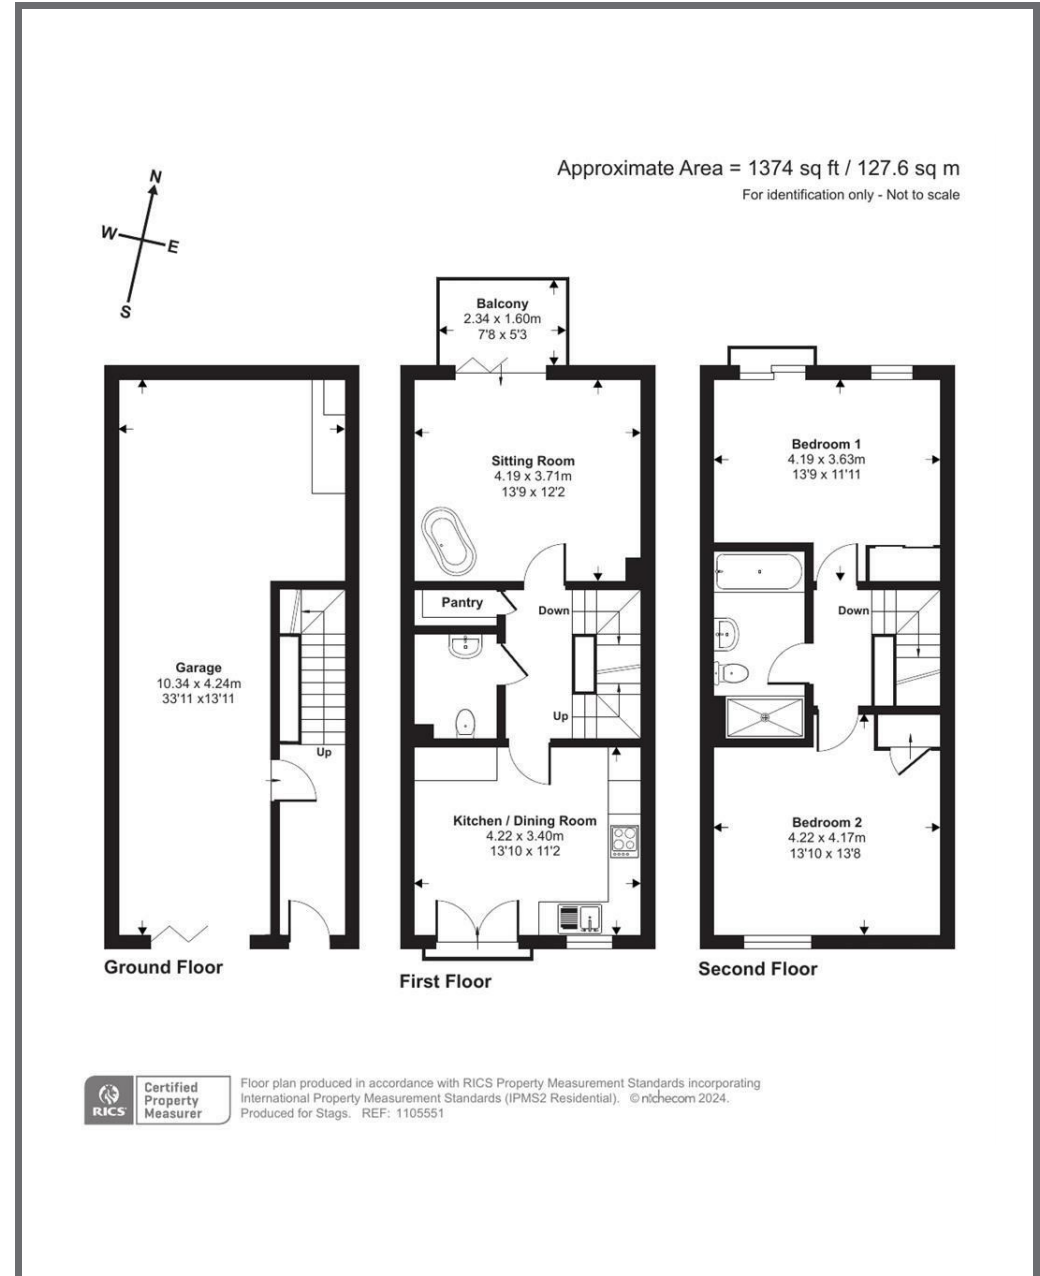 Approximate Area = 1374 sq ft / 127.6 sq m
For identification only - Not to scale
N
W
E
S
Balcony
2.34 x 1.60m
7'8 x 5'3
Sitting Room
4.19 x 3.71m
13'9 x 12'2
Bedroom 1
4.19 x 3.63m
13'9 x 11'11
Pantry
Down
Down
Garage
10.34 x 4.24m
33'11 x13'11
Up
Up
Kitchen / Dining Room
4.22 x 3.40m
13'10 x 11'2
Bedroom 2
4.22 x 4.17m
13'10 x 13'8
Ground Floor
First Floor
Second Floor
RICS
Certified
Property
Measurer
Floor plan produced in accordance with RICS Property Measurement Standards incorporating
International Property Measurement Standards (IPMS2 Residential). © nichecom 2024.
Produced for Stags. REF: 1105551